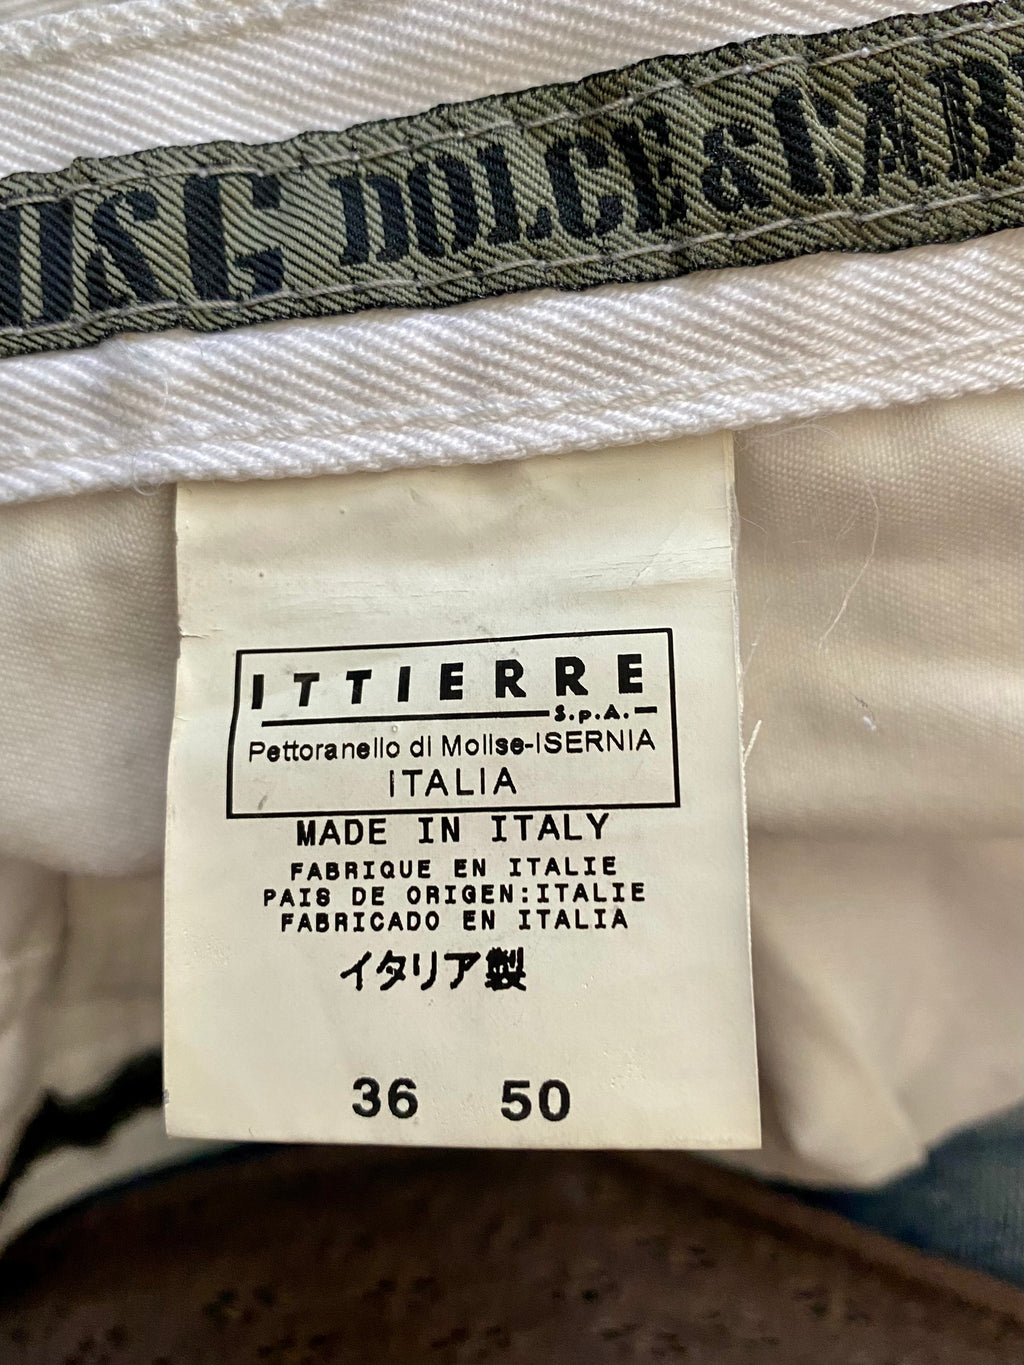 D&G DOLCE&GAB
ITTIERRE
S.p.A.
Pettoranello di Molise-ISERNIA
ITALIA
MADE IN ITALY
FABRIQUE EN ITALIE
PAIS DE ORIGEN:ITALIE
FABRICADO EN ITALIA
イタリア製
36 50